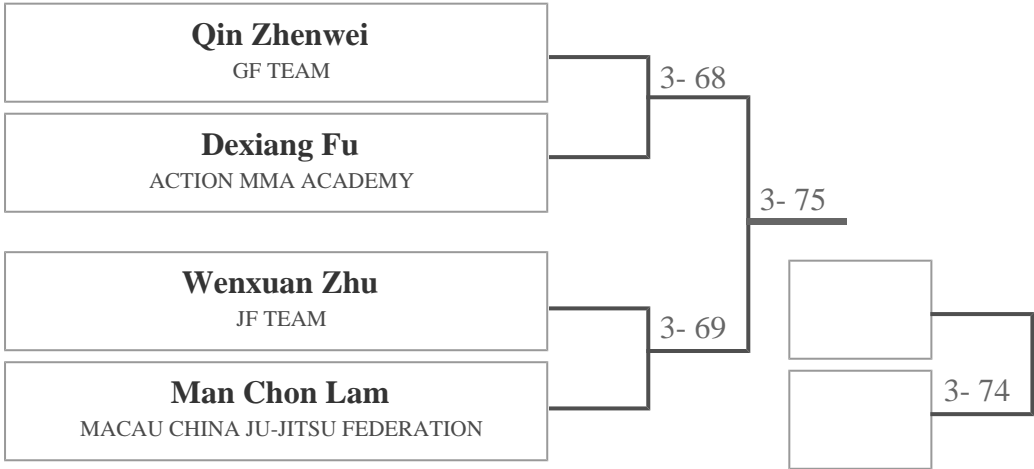 Qin Zhenwei
GF TEAM
3- 68
Dexiang Fu
ACTION MMA ACADEMY
3- 75
Wenxuan Zhu
JF TEAM
3- 69
Man Chon Lam
MACAU CHINA JU-JITSU FEDERATION
3- 74